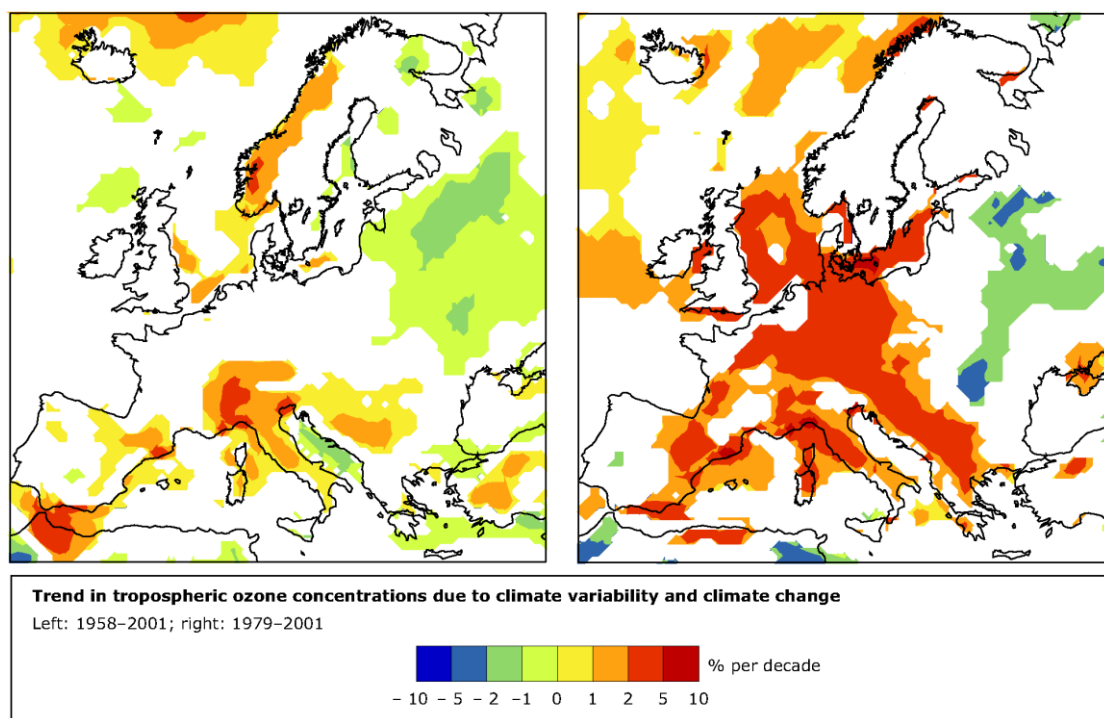 Trend in tropospheric ozone concentrations due to climate variability and climate change
Left: 1958–2001; right: 1979–2001
% per decade
– 10 – 5 – 2 –1 0 1 2 5 10